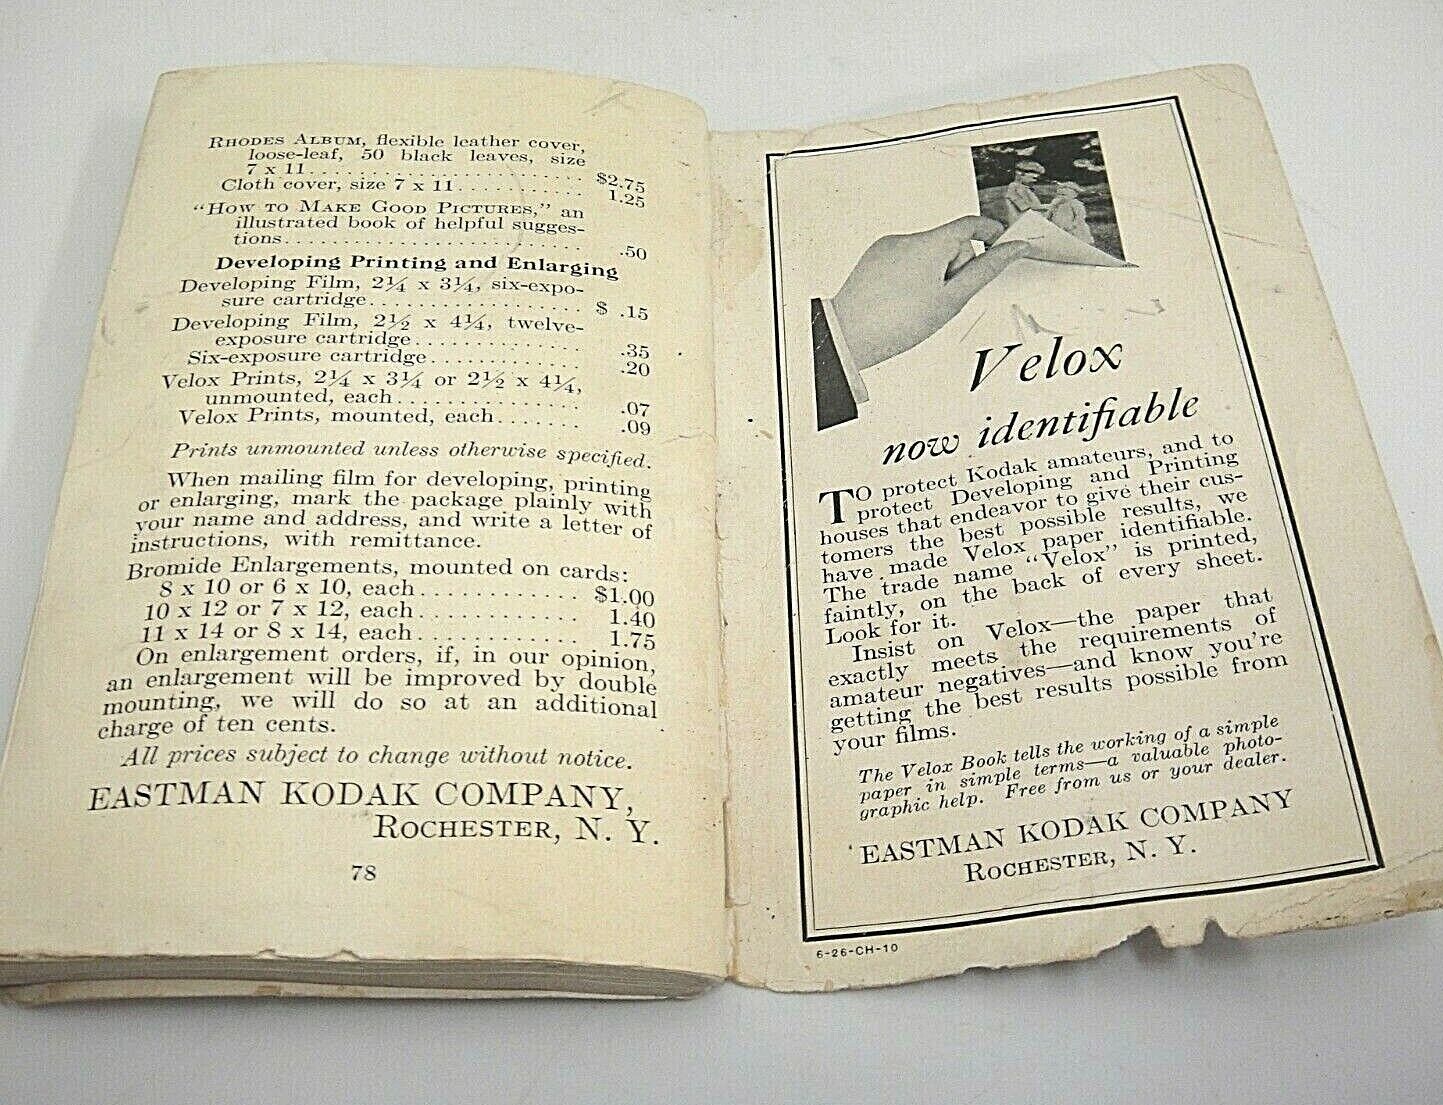 RHODES ALBUM, flexible leather cover,
loose-leaf, 50 black leaves, size
7 x 11............................ $2.75
Cloth cover, size 7 x 11........... 1.25
"HOW TO MAKE GOOD PICTURES," an
illustrated book of helpful sugges-
tions........................... .50
Developing Printing and Enlarging
Developing Film, 2¼ x 3¼, six-expo-
sure cartridge.................. $ .15
Developing Film, 2½ x 4¼, twelve-
exposure cartridge............... .35
Six-exposure cartridge............ .20
Velox Prints, 2¼ x 3¼ or 2½ x 4¼,
unmounted, each............... .07
Velox Prints, mounted, each....... .09
Prints unmounted unless otherwise specified.
When mailing film for developing, printing
or enlarging, mark the package plainly with
your name and address, and write a letter of
instructions, with remittance.
Bromide Enlargements, mounted on cards:
8 x 10 or 6 x 10, each............ $1.00
10 x 12 or 7 x 12, each............ 1.40
11 x 14 or 8 x 14, each............ 1.75
On enlargement orders, if, in our opinion,
an enlargement will be improved by double
mounting, we will do so at an additional
charge of ten cents.
All prices subject to change without notice.
EASTMAN KODAK COMPANY,
ROCHESTER, N. Y.
78
Velox
now identifiable
TO protect Kodak amateurs, and to
protect Developing and Printing
houses that endeavor to give their cus-
tomers the best possible results, we
have made Velox paper identifiable.
The trade name "Velox" is printed,
faintly, on the back of every sheet.
Look for it.
Insist on Velox—the paper that
exactly meets the requirements of
amateur negatives—and know you're
getting the best results possible from
your films.
The Velox Book tells the working of a simple
paper in simple terms—a valuable photo-
graphic help. Free from us or your dealer.
EASTMAN KODAK COMPANY
ROCHESTER, N. Y.
6-26-CH-10